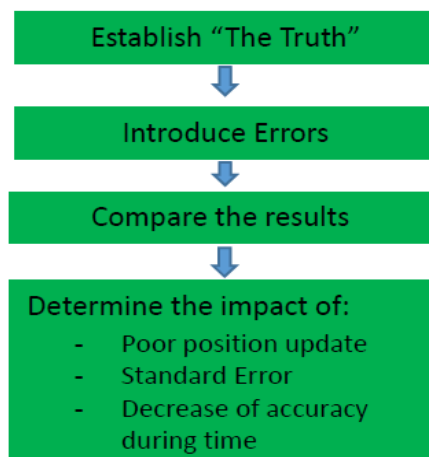 Establish “The Truth”
Introduce Errors
Compare the results
Determine the impact of:
- Poor position update
- Standard Error
- Decrease of accuracy
during time